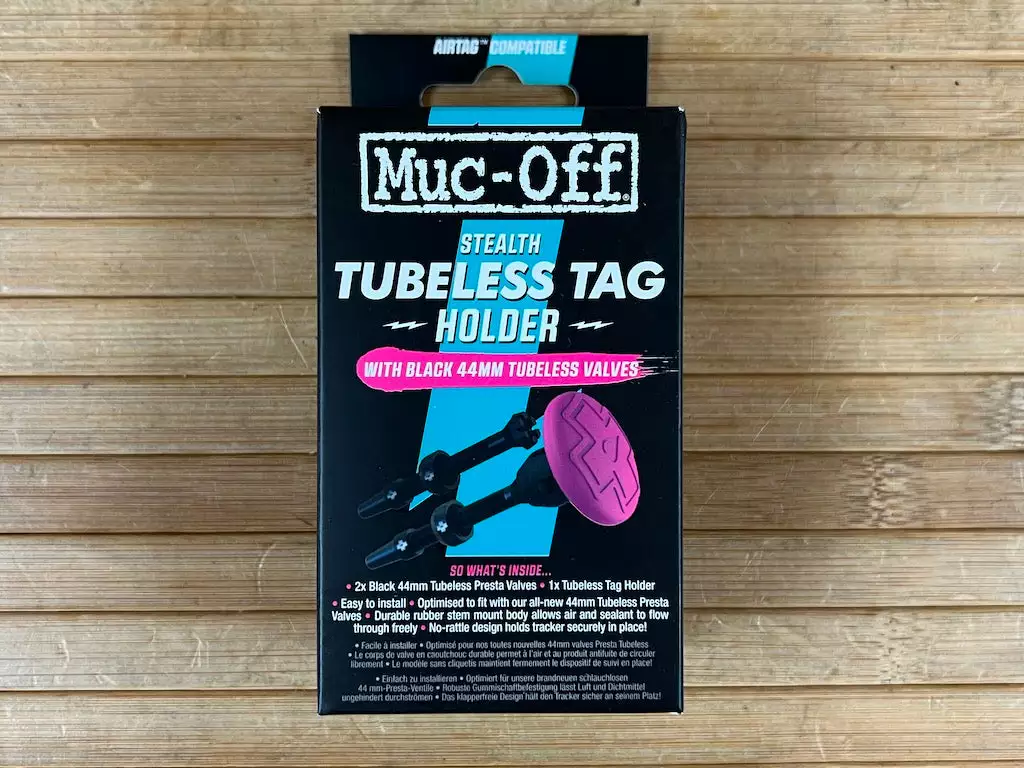 AIRTAG™ COMPATIBLE
Muc-Off®
STEALTH
TUBELESS TAG
HOLDER
WITH BLACK 44MM TUBELESS VALVES
SO WHAT'S INSIDE...
• 2x Black 44mm Tubeless Presta Valves • 1x Tubeless Tag Holder
• Easy to install • Optimised to fit with our all-new 44mm Tubeless Presta
Valves • Durable rubber stem mount body allows air and sealant to flow
through freely • No-rattle design holds tracker securely in place!
• Facile à installer • Optimisé pour nos toutes nouvelles 44mm valves Presta Tubeless
• Le corps de valve en caoutchouc durable permet à l'air et au produit antifuite de circuler
librement • Le modèle sans cliquetis maintient fermement le dispositif de suivi en place!
• Einfach zu installieren • Optimiert für unsere brandneuen schlauchlosen
44 mm-Presta-Ventile • Robuste Gummischaftbefestigung lässt Luft und Dichtmittel
ungehindert durchströmen • Das klapperfreie Design hält den Tracker sicher an seinem Platz!